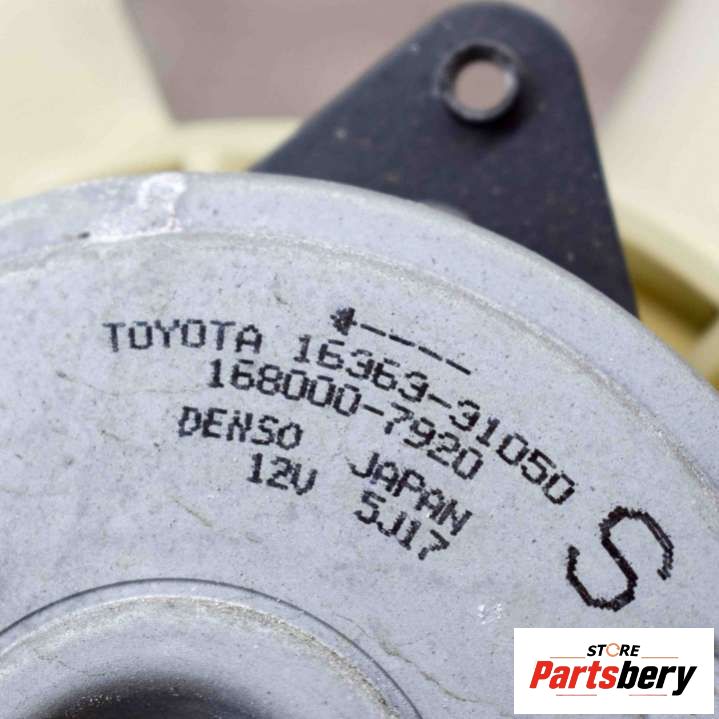 TOYOTA 16363-31050
168000-7920
DENSO JAPAN
12V 5J17
S
STORE
Partsbery